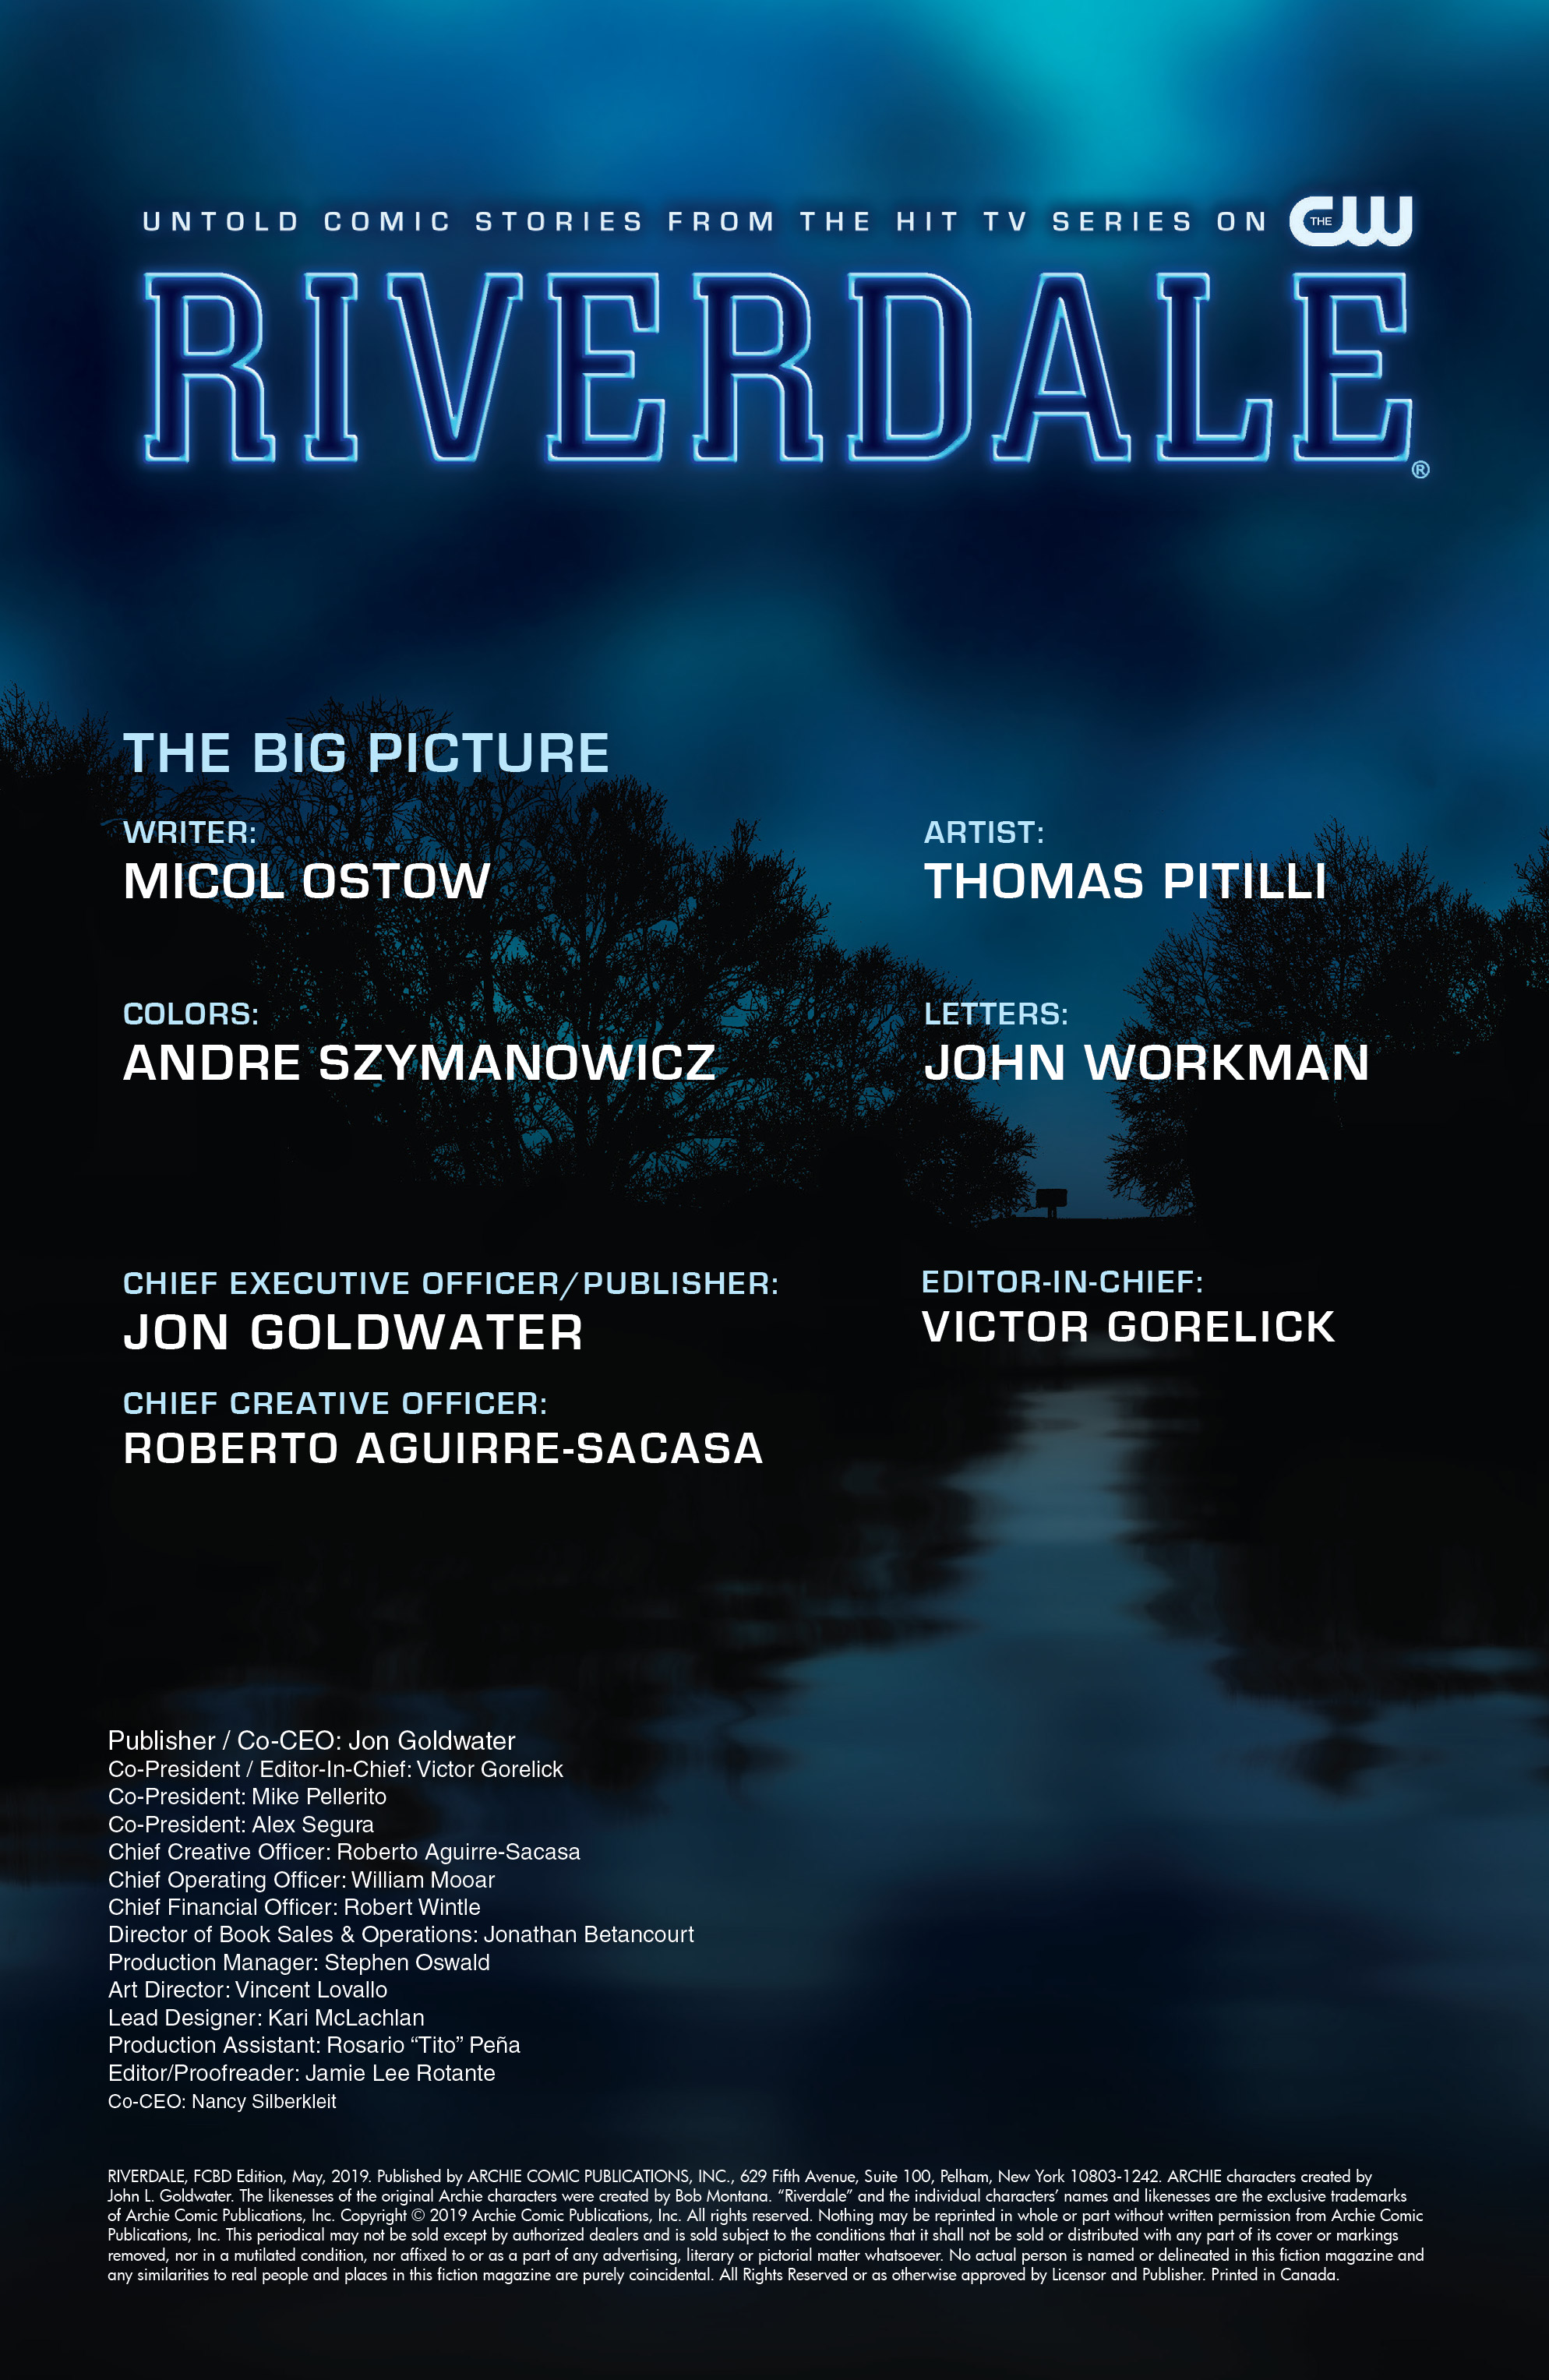 UNTOLD COMIC STORIES FROM THE HIT TV SERIES ON THE CW
RIVERDALE®
THE BIG PICTURE
WRITER:
MICOL OSTOW
ARTIST:
THOMAS PITILLI
COLORS:
ANDRE SZYMANOWICZ
LETTERS:
JOHN WORKMAN
CHIEF EXECUTIVE OFFICER/PUBLISHER:
JON GOLDWATER
EDITOR-IN-CHIEF:
VICTOR GORELICK
CHIEF CREATIVE OFFICER:
ROBERTO AGUIRRE-SACASA
Publisher / Co-CEO: Jon Goldwater
Co-President / Editor-In-Chief: Victor Gorelick
Co-President: Mike Pellerito
Co-President: Alex Segura
Chief Creative Officer: Roberto Aguirre-Sacasa
Chief Operating Officer: William Mooar
Chief Financial Officer: Robert Wintle
Director of Book Sales & Operations: Jonathan Betancourt
Production Manager: Stephen Oswald
Art Director: Vincent Lovallo
Lead Designer: Kari McLachlan
Production Assistant: Rosario “Tito” Peña
Editor/Proofreader: Jamie Lee Rotante
Co-CEO: Nancy Silberkleit
RIVERDALE, FCBD Edition, May, 2019. Published by ARCHIE COMIC PUBLICATIONS, INC., 629 Fifth Avenue, Suite 100, Pelham, New York 10803-1242. ARCHIE characters created by
John L. Goldwater. The likenesses of the original Archie characters were created by Bob Montana. “Riverdale” and the individual characters’ names and likenesses are the exclusive trademarks
of Archie Comic Publications, Inc. Copyright © 2019 Archie Comic Publications, Inc. All rights reserved. Nothing may be reprinted in whole or part without written permission from Archie Comic
Publications, Inc. This periodical may not be sold except by authorized dealers and is sold subject to the conditions that it shall not be sold or distributed with any part of its cover or markings
removed, nor in a mutilated condition, nor affixed to or as a part of any advertising, literary or pictorial matter whatsoever. No actual person is named or delineated in this fiction magazine and
any similarities to real people and places in this fiction magazine are purely coincidental. All Rights Reserved or as otherwise approved by Licensor and Publisher. Printed in Canada.